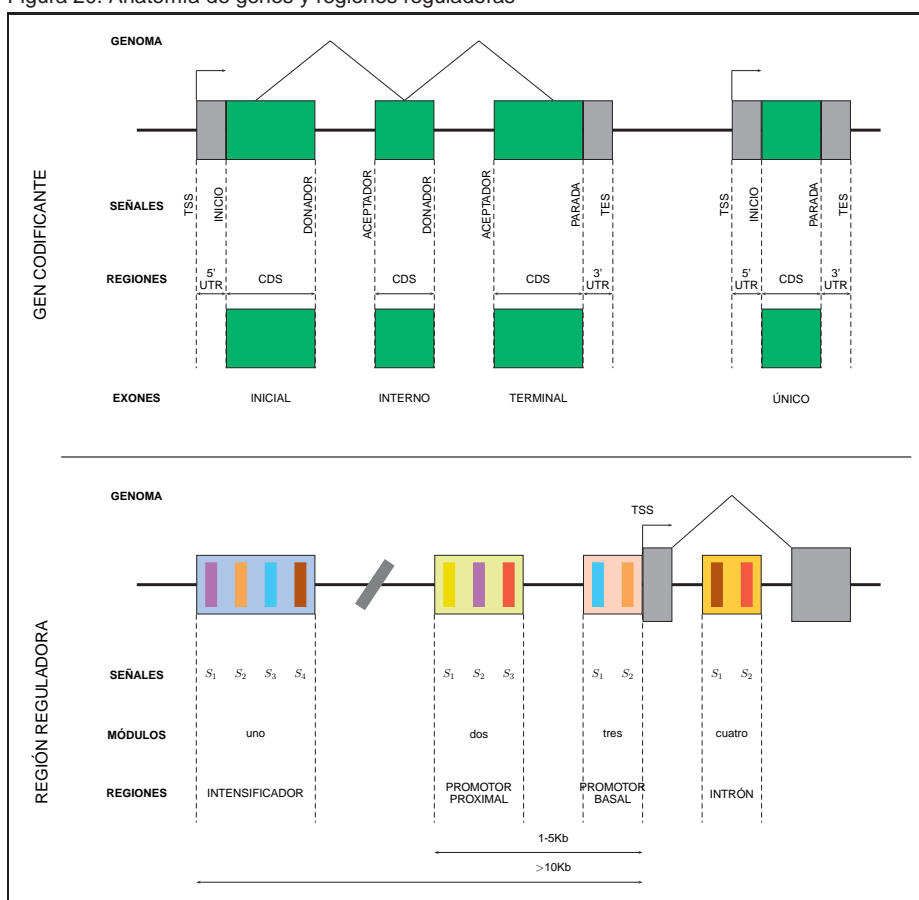 Figura 20: Anatomía de genes y regiones reguladoras
GEN CODIFICANTE
GENOMA
SEÑALES
TSS
INICIO
DONADOR
ACEPTADOR
DONADOR
ACEPTADOR
PARADA
TES
TSS
INICIO
PARADA
TES
REGIONES
5' UTR
CDS
CDS
CDS
3' UTR
5' UTR
CDS
3' UTR
EXONES
INICIAL
INTERNO
TERMINAL
ÚNICO
REGIÓN REGULADORA
GENOMA
TSS
SEÑALES
S1 S2 S3 S4
S1 S2 S3
S1 S2
S1 S2
MÓDULOS
uno
dos
tres
cuatro
REGIONES
INTENSIFICADOR
PROMOTOR
PROXIMAL
PROMOTOR
BASAL
INTRÓN
1-5Kb
>10Kb